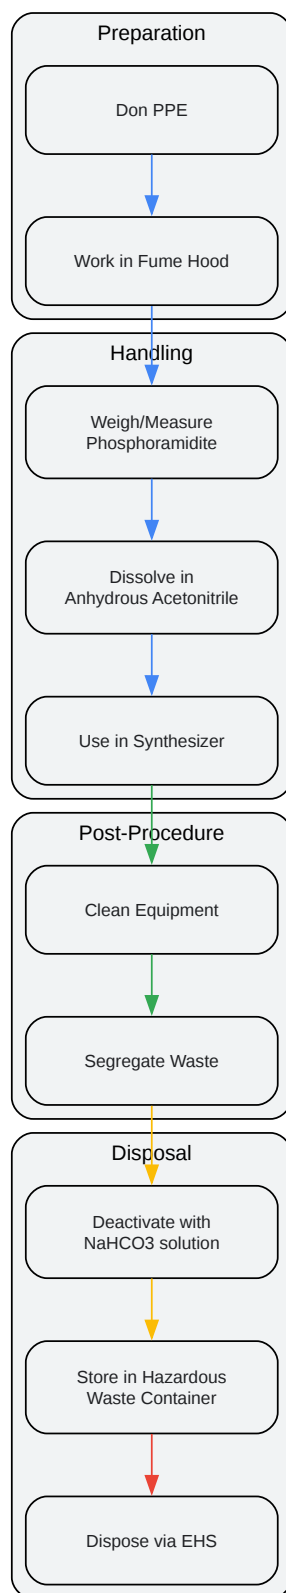 Preparation
Don PPE
Work in Fume Hood
Handling
Weigh/Measure
Phosphoramidite
Dissolve in
Anhydrous Acetonitrile
Use in Synthesizer
Post-Procedure
Clean Equipment
Segregate Waste
Disposal
Deactivate with
NaHCO3 solution
Store in Hazardous
Waste Container
Dispose via EHS